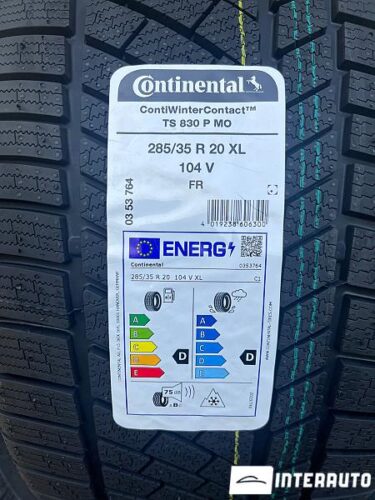 Continental
ContiWinterContact™
TS 830 P MO
285/35 R 20 XL
104 V
FR
03 53 764
4 019238 606300
ENERG
Continental 0353764
285/35 R 20 104 V XL C1
A A
B B
C C
D D D D
E E
75 dB
B
INTERAUTO